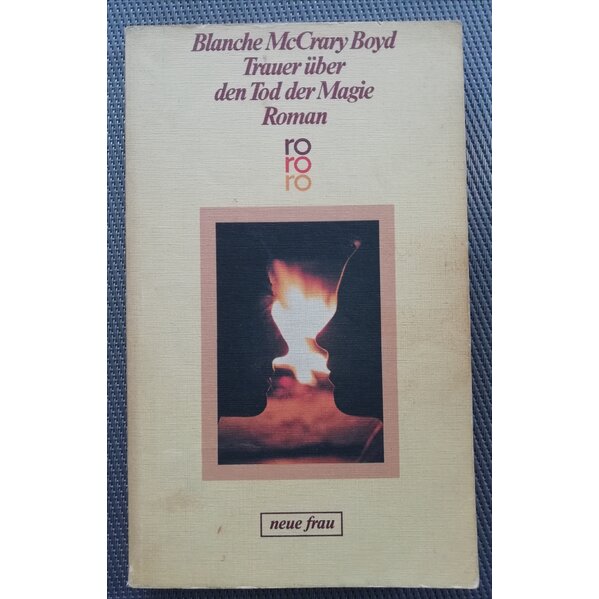 Blanche McCrary Boyd
Trauer über
den Tod der Magie
Roman
ro
ro
ro
neue frau